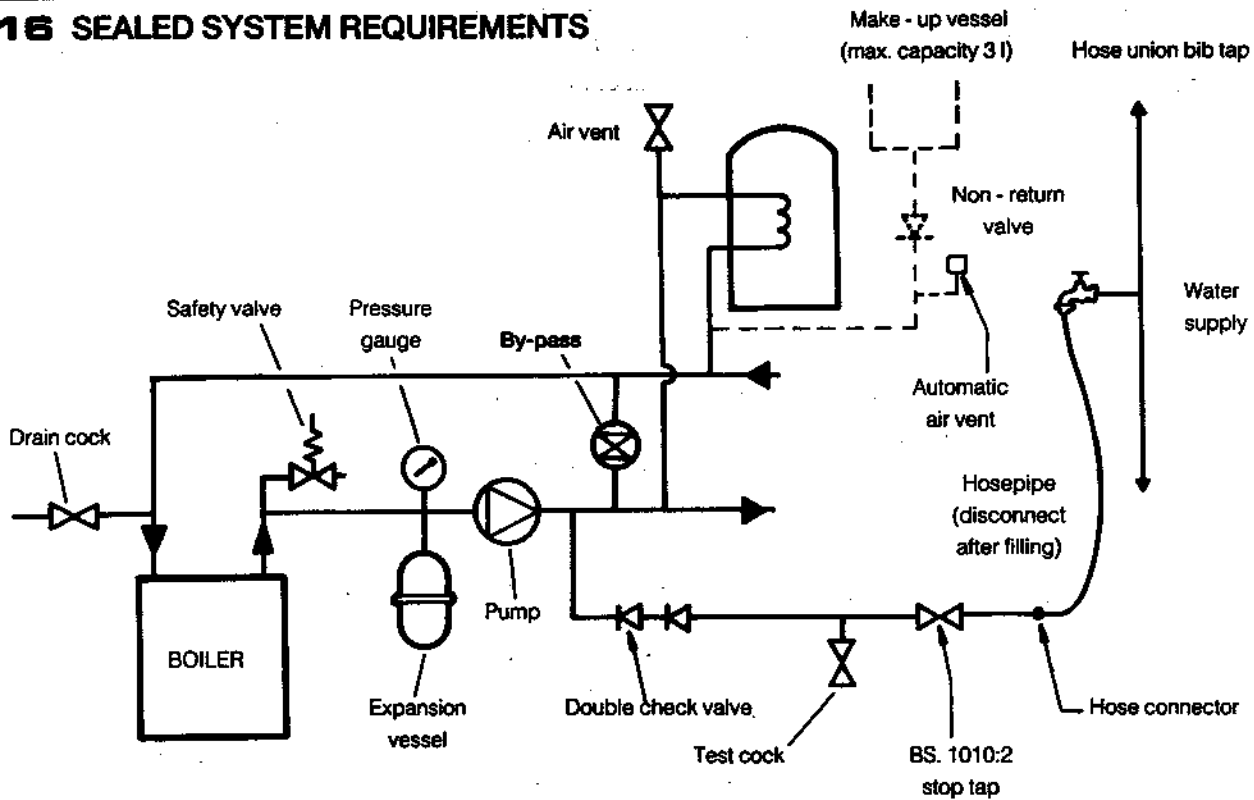 16 SEALED SYSTEM REQUIREMENTS
Make - up vessel
(max. capacity 3 l)
Hose union bib tap
Air vent
Non - return
valve
Safety valve
Pressure
gauge
By-pass
Water
supply
Automatic
air vent
Drain cock
Hosepipe
(disconnect
after filling)
Pump
BOILER
Expansion
vessel
Double check valve
Test cock
Hose connector
BS. 1010:2
stop tap